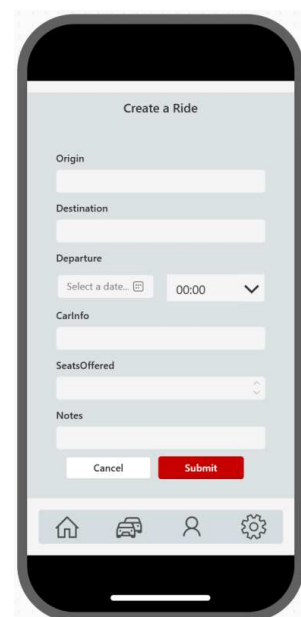 Create a Ride
Origin
Destination
Departure
Select a date...
00:00
CarInfo
SeatsOffered
Notes
Cancel
Submit